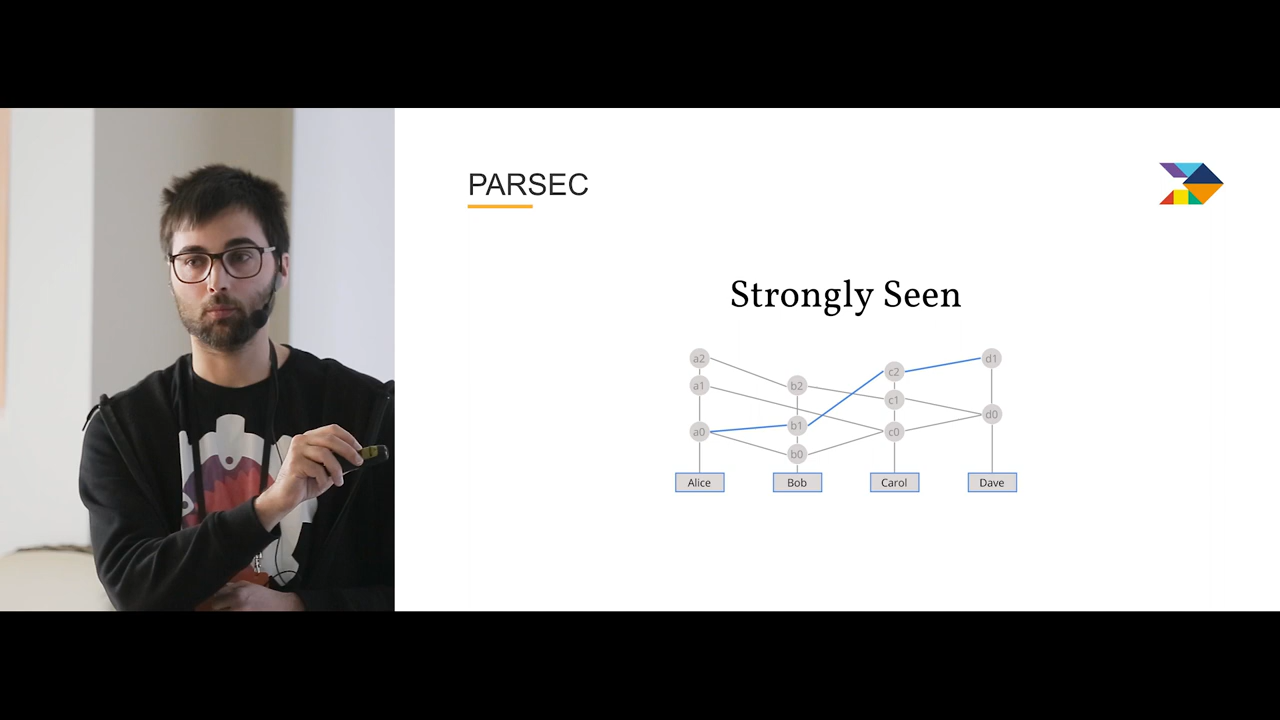 PARSEC
Strongly Seen
a2
d1
c2
a1
b2
c1
d0
b1
a0
c0
b0
Alice
Bob
Carol
Dave